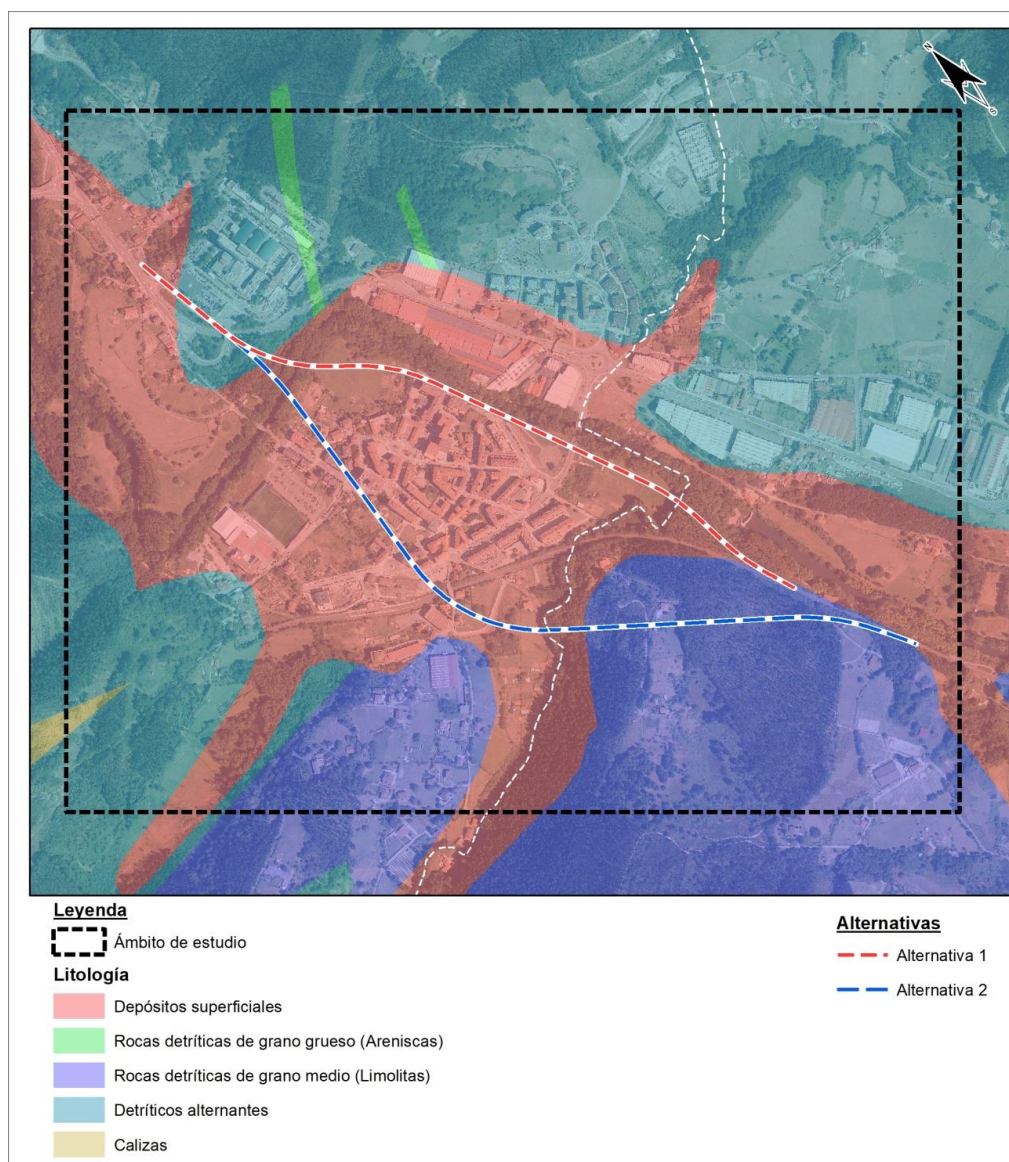 N
S
Leyenda
Ámbito de estudio
Litología
Depósitos superficiales
Rocas detríticas de grano grueso (Areniscas)
Rocas detríticas de grano medio (Limolitas)
Detríticos alternantes
Calizas
Alternativas
Alternativa 1
Alternativa 2